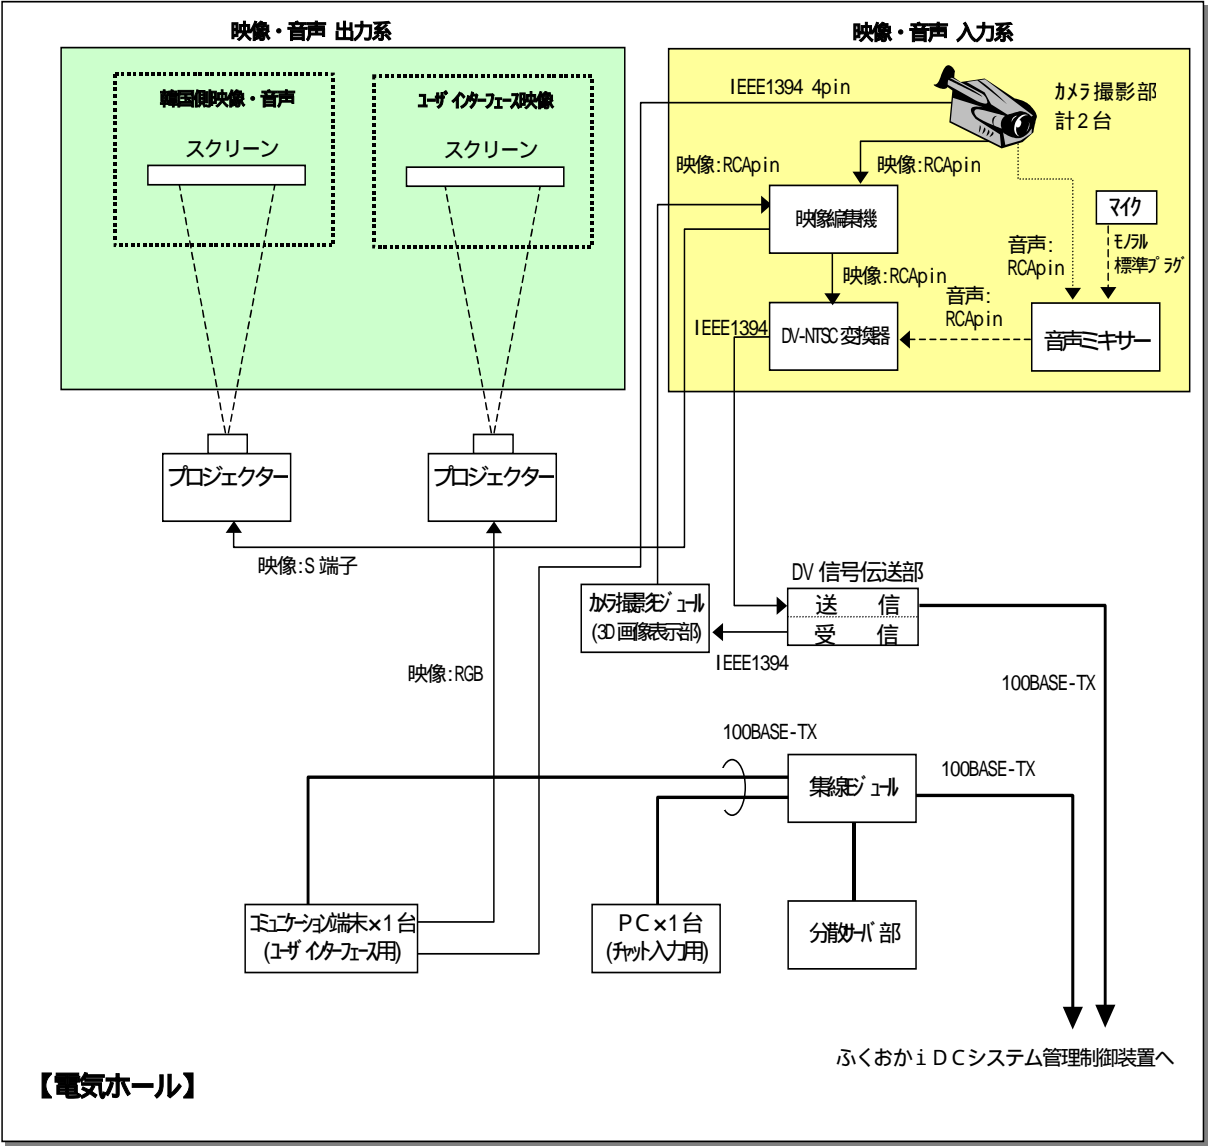 映像・音声 出力系
映像・音声 入力系
韓国側映像・音声
ﾕｰｻﾞｲﾝﾀｰﾌｪｰｽ映像
スクリーン
スクリーン
IEEE1394 4pin
ｶﾒﾗ撮影部
計2台
映像:RCApin
映像:RCApin
映像編集機
ﾏｲｸ
音声:
RCApin
ﾓﾉﾗﾙ
標準ﾌﾟﾗｸﾞ
映像:RCApin
音声:
RCApin
IEEE1394
DV-NTSC変換器
音声ミキサー
プロジェクター
プロジェクター
映像:S端子
DV信号伝送部
ｶﾒﾗ撮影ﾓｼﾞｭｰﾙ
(3D画像表示部)
送 信
受 信
IEEE1394
映像:RGB
100BASE-TX
100BASE-TX
100BASE-TX
集線ﾓｼﾞｭｰﾙ
ｺﾐｭﾆｹｰｼｮﾝ端末×1台
(ﾕｰｻﾞｲﾝﾀｰﾌｪｰｽ用)
ＰＣ×1台
(ﾁｬｯﾄ入力用)
分散ｻｰﾊﾞ部
ふくおかｉＤＣシステム管理制御装置へ
【電気ホール】